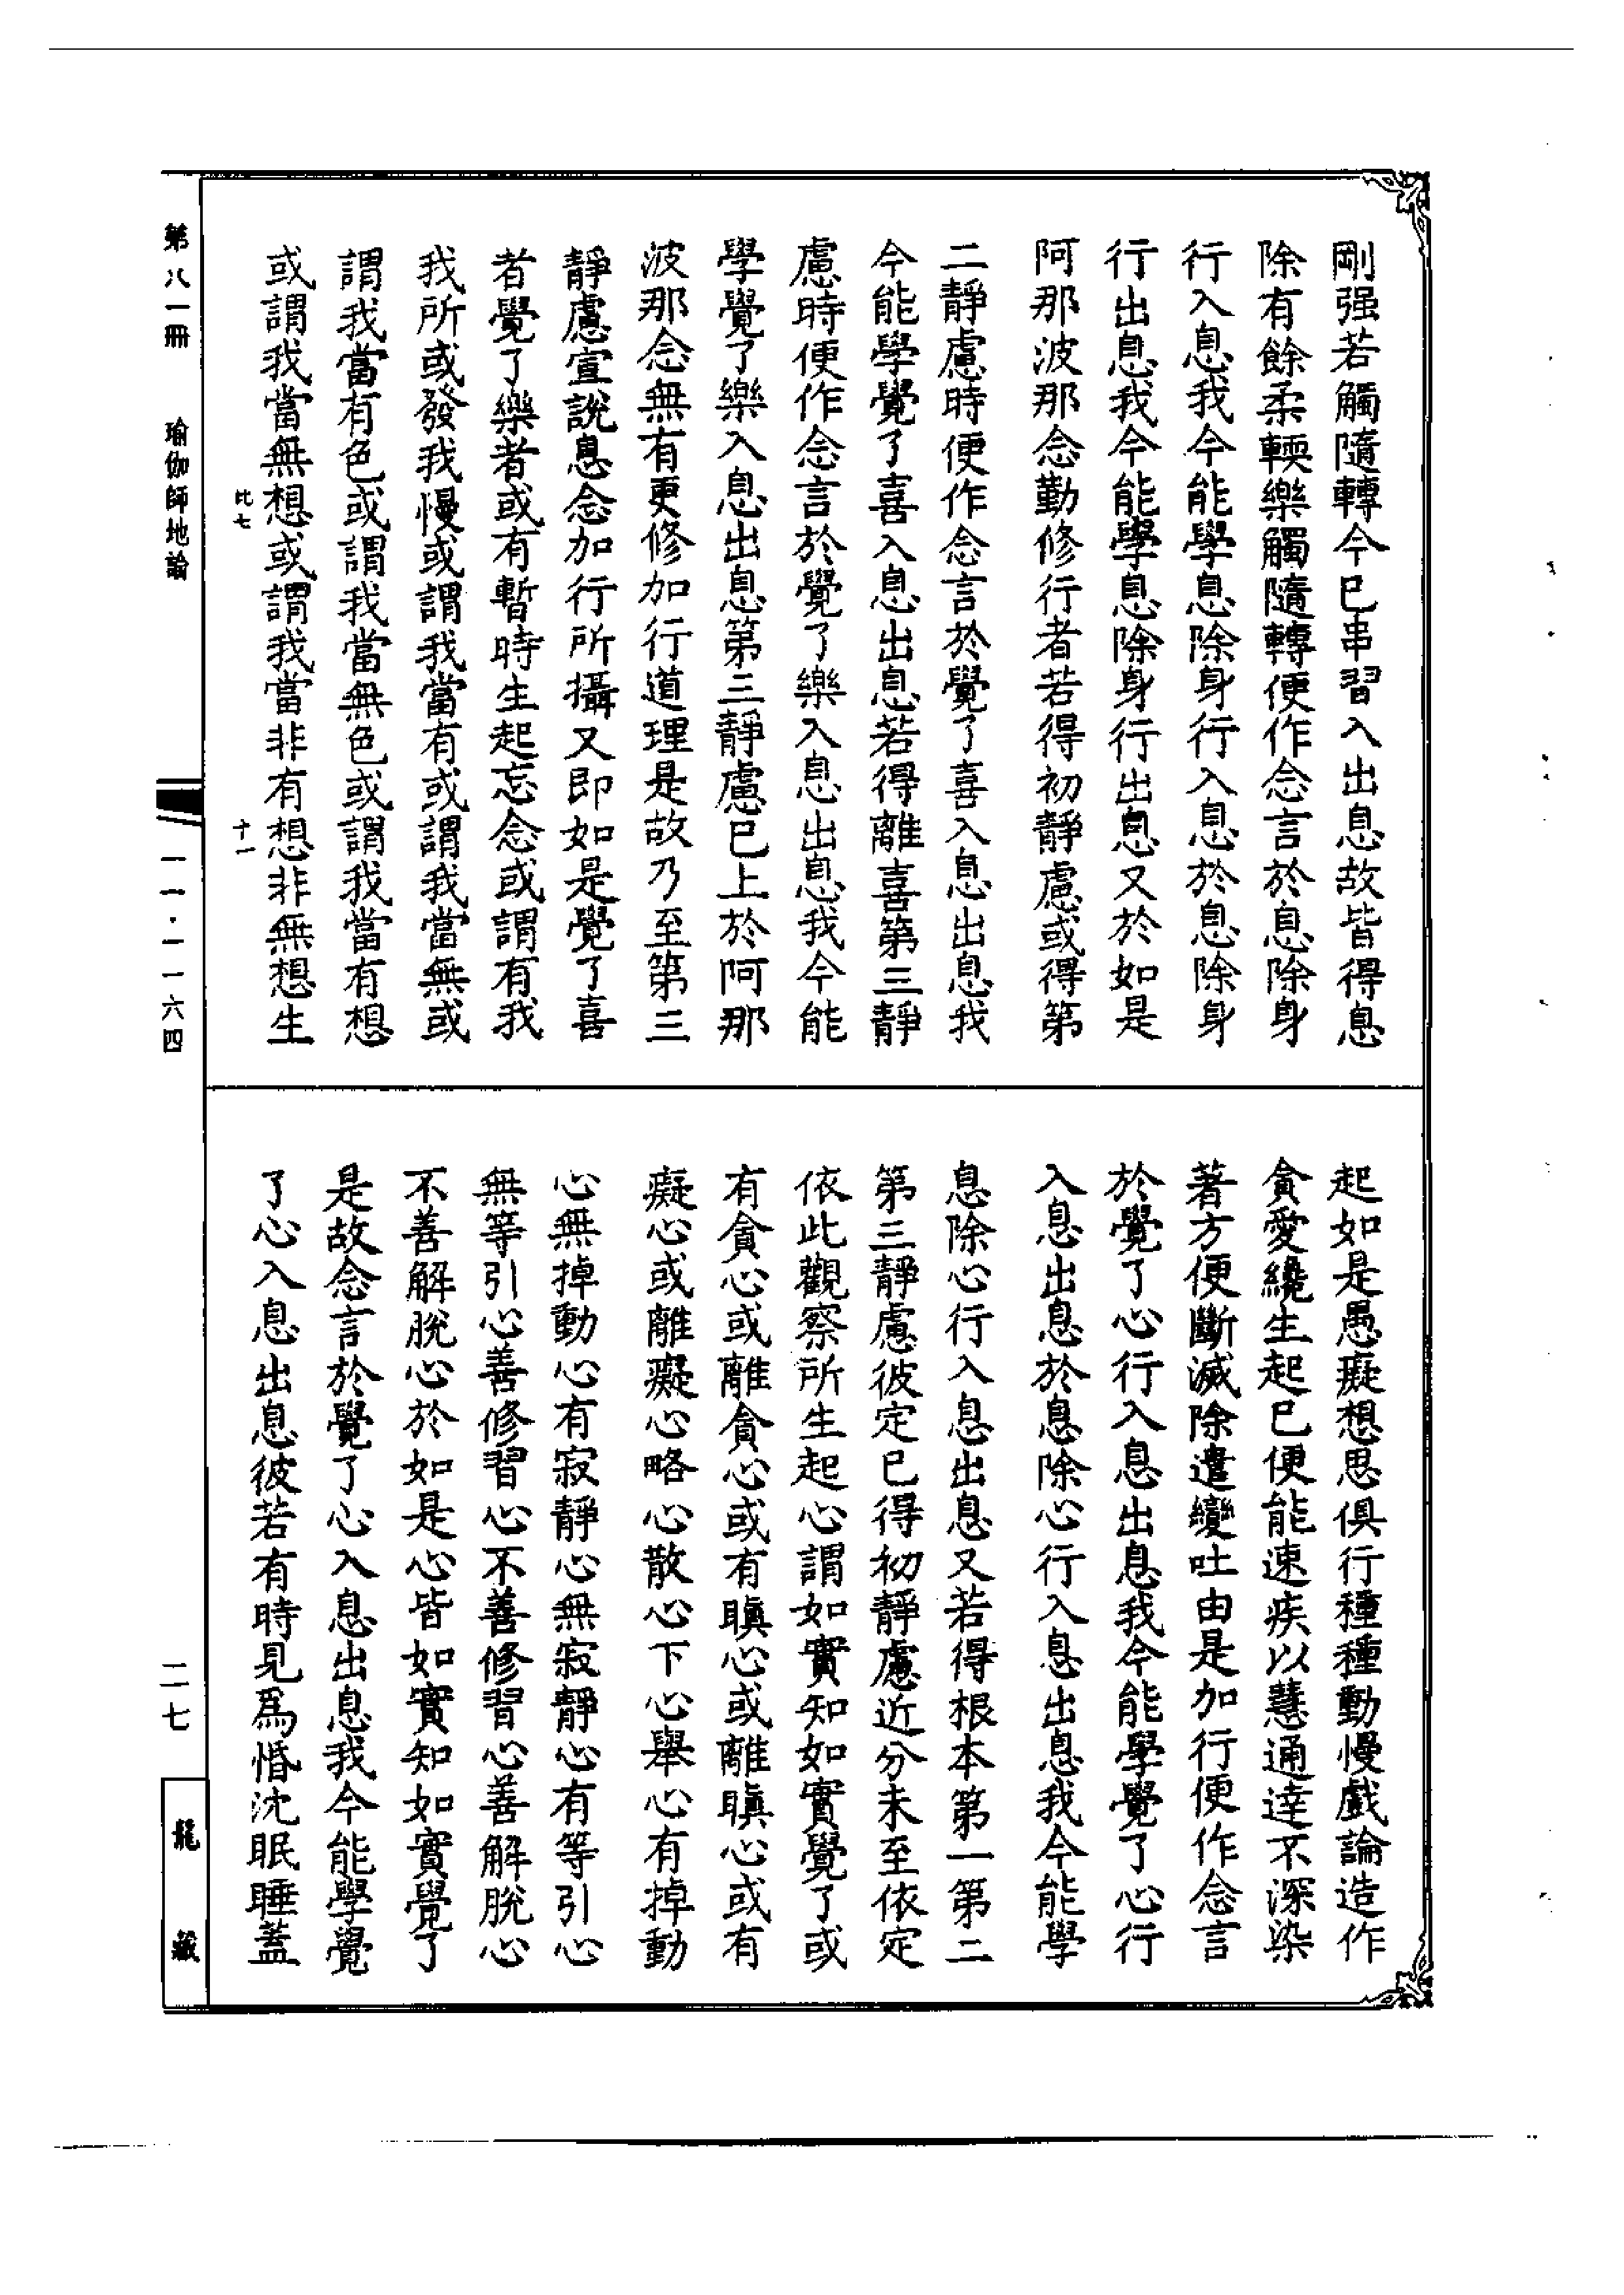 剛强若觸隨轉今已串習入出息故皆得息
除有餘柔輭樂觸隨轉便作念言於息除身
行入息我今能學息除身行入息於息除身
行出息我今能學息除身行出息又於如是
阿那波那念勤修行者若得初靜慮或得第
二靜慮時便作念言於覺了喜入息出息我
今能學覺了喜入息出息若得離喜第三靜
慮時便作念言於覺了樂入息出息我今能
學覺了樂入息出息第三靜慮已上於阿那
波那念無有更修加行道理是故乃至第三
靜慮宣說息念加行所攝又即如是覺了喜
者覺了樂者或有暫時生起忘念或謂有我
我所或發我慢或謂我當有或謂我當無或
謂我當有色或謂我當無色或謂我當有想
或謂我當無想或謂我當非有想非無想生
比七
十一
起如是愚癡想思俱行種種動慢戲論造作
貪愛纔生起已便能速疾以慧通達不深染
著方便斷滅除遣變吐由是加行便作念言
於覺了心行入息出息我今能學覺了心行
入息出息於息除心行入息出息我今能學
息除心行入息出息又若得根本第一第二
第三靜慮彼定已得初靜慮近分未至依定
依此觀察所生起心謂如實知如實覺了或
有貪心或離貪心或有瞋心或離瞋心或有
癡心或離癡心略心散心下心舉心有掉動
心無掉動心有寂靜心無寂靜心有等引心
無等引心善修習心不善修習心善解脫心
不善解脫心於如是心皆如實知如實覺了
是故念言於覺了心入息出息我今能學覺
了心入息出息彼若有時見爲惛沈眠睡蓋
第八一冊
瑜伽師地論
一一·一一六四
二七
龍藏